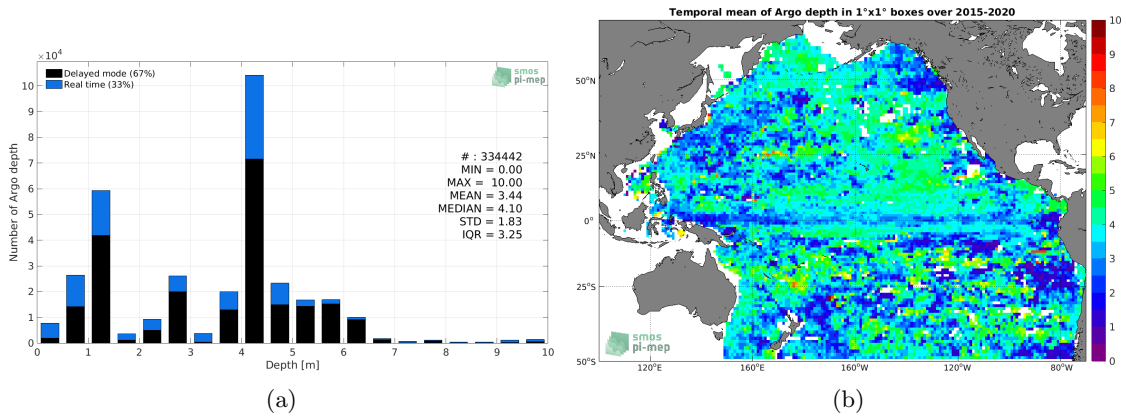 ×10⁴
Delayed mode (67%)
Real time (33%)
smos
pi-mep
# : 334442
MIN = 0.00
MAX = 10.00
MEAN = 3.44
MEDIAN = 4.10
STD = 1.83
IQR = 3.25
Number of Argo depth
10
9
8
7
6
5
4
3
2
1
0
0 1 2 3 4 5 6 7 8 9 10
Depth [m]
(a)
Temporal mean of Argo depth in 1°x1° boxes over 2015-2020
50°N
25°N
0°
25°S
50°S
120°E 160°E 160°W 120°W 80°W
smos
pi-mep
10
9
8
7
6
5
4
3
2
1
0
(b)